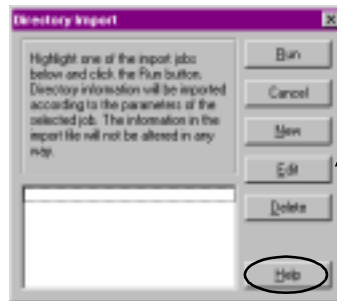 Directory Import
Highlight one of the import jobs
below and click the Run button.
Directory information will be imported
according to the parameters of the
selected job. The information in the
import file will not be altered in any
way.
Run
Cancel
New
Edit
Delete
Help